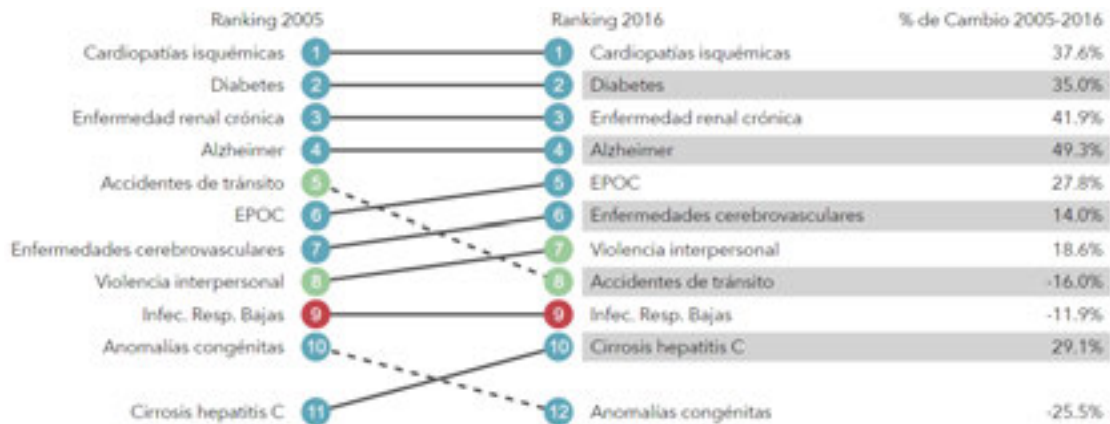 Ranking 2005 Ranking 2016 % de Cambio 2005-2016
Cardiopatías isquémicas 1 1 Cardiopatías isquémicas 37.6%
Diabetes 2 2 Diabetes 35.0%
Enfermedad renal crónica 3 3 Enfermedad renal crónica 41.9%
Alzheimer 4 4 Alzheimer 49.3%
Accidentes de tránsito 5 5 EPOC 27.8%
EPOC 6 6 Enfermedades cerebrovasculares 14.0%
Enfermedades cerebrovasculares 7 7 Violencia interpersonal 18.6%
Violencia interpersonal 8 8 Accidentes de tránsito -16.0%
Infec. Resp. Bajas 9 9 Infec. Resp. Bajas -11.9%
Anomalías congénitas 10 10 Cirrosis hepatitis C 29.1%
Cirrosis hepatitis C 11 12 Anomalías congénitas -25.5%